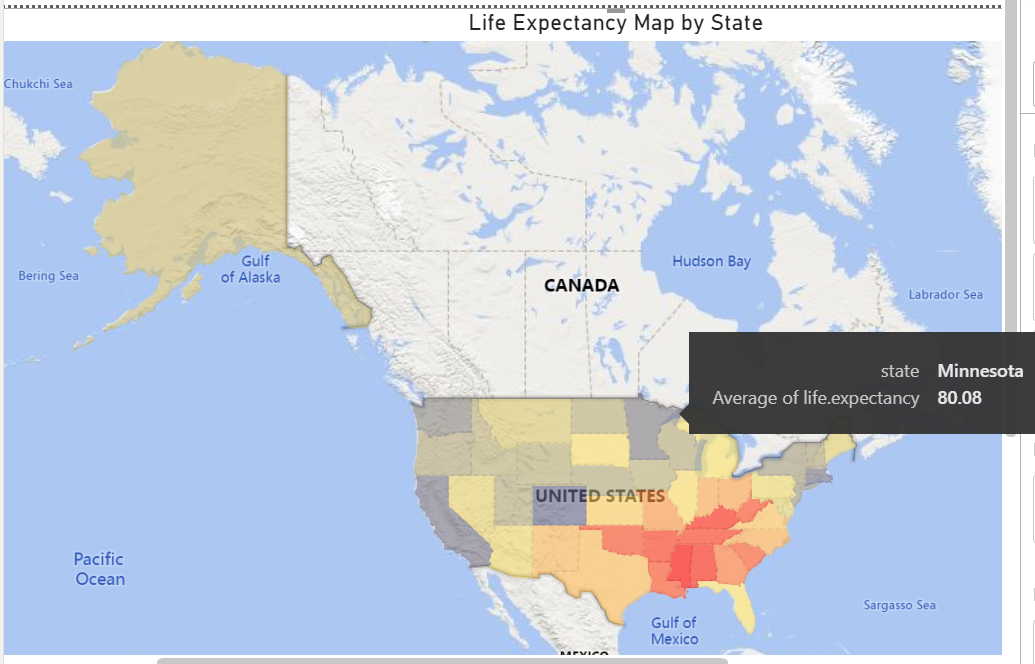 Life Expectancy Map by State
Chukchi Sea
Bering Sea
Gulf
of Alaska
CANADA
Hudson Bay
Labrador Sea
state Minnesota
Average of life.expectancy 80.08
UNITED STATES
Pacific
Ocean
Sargasso Sea
Gulf of
Mexico
MEXICO